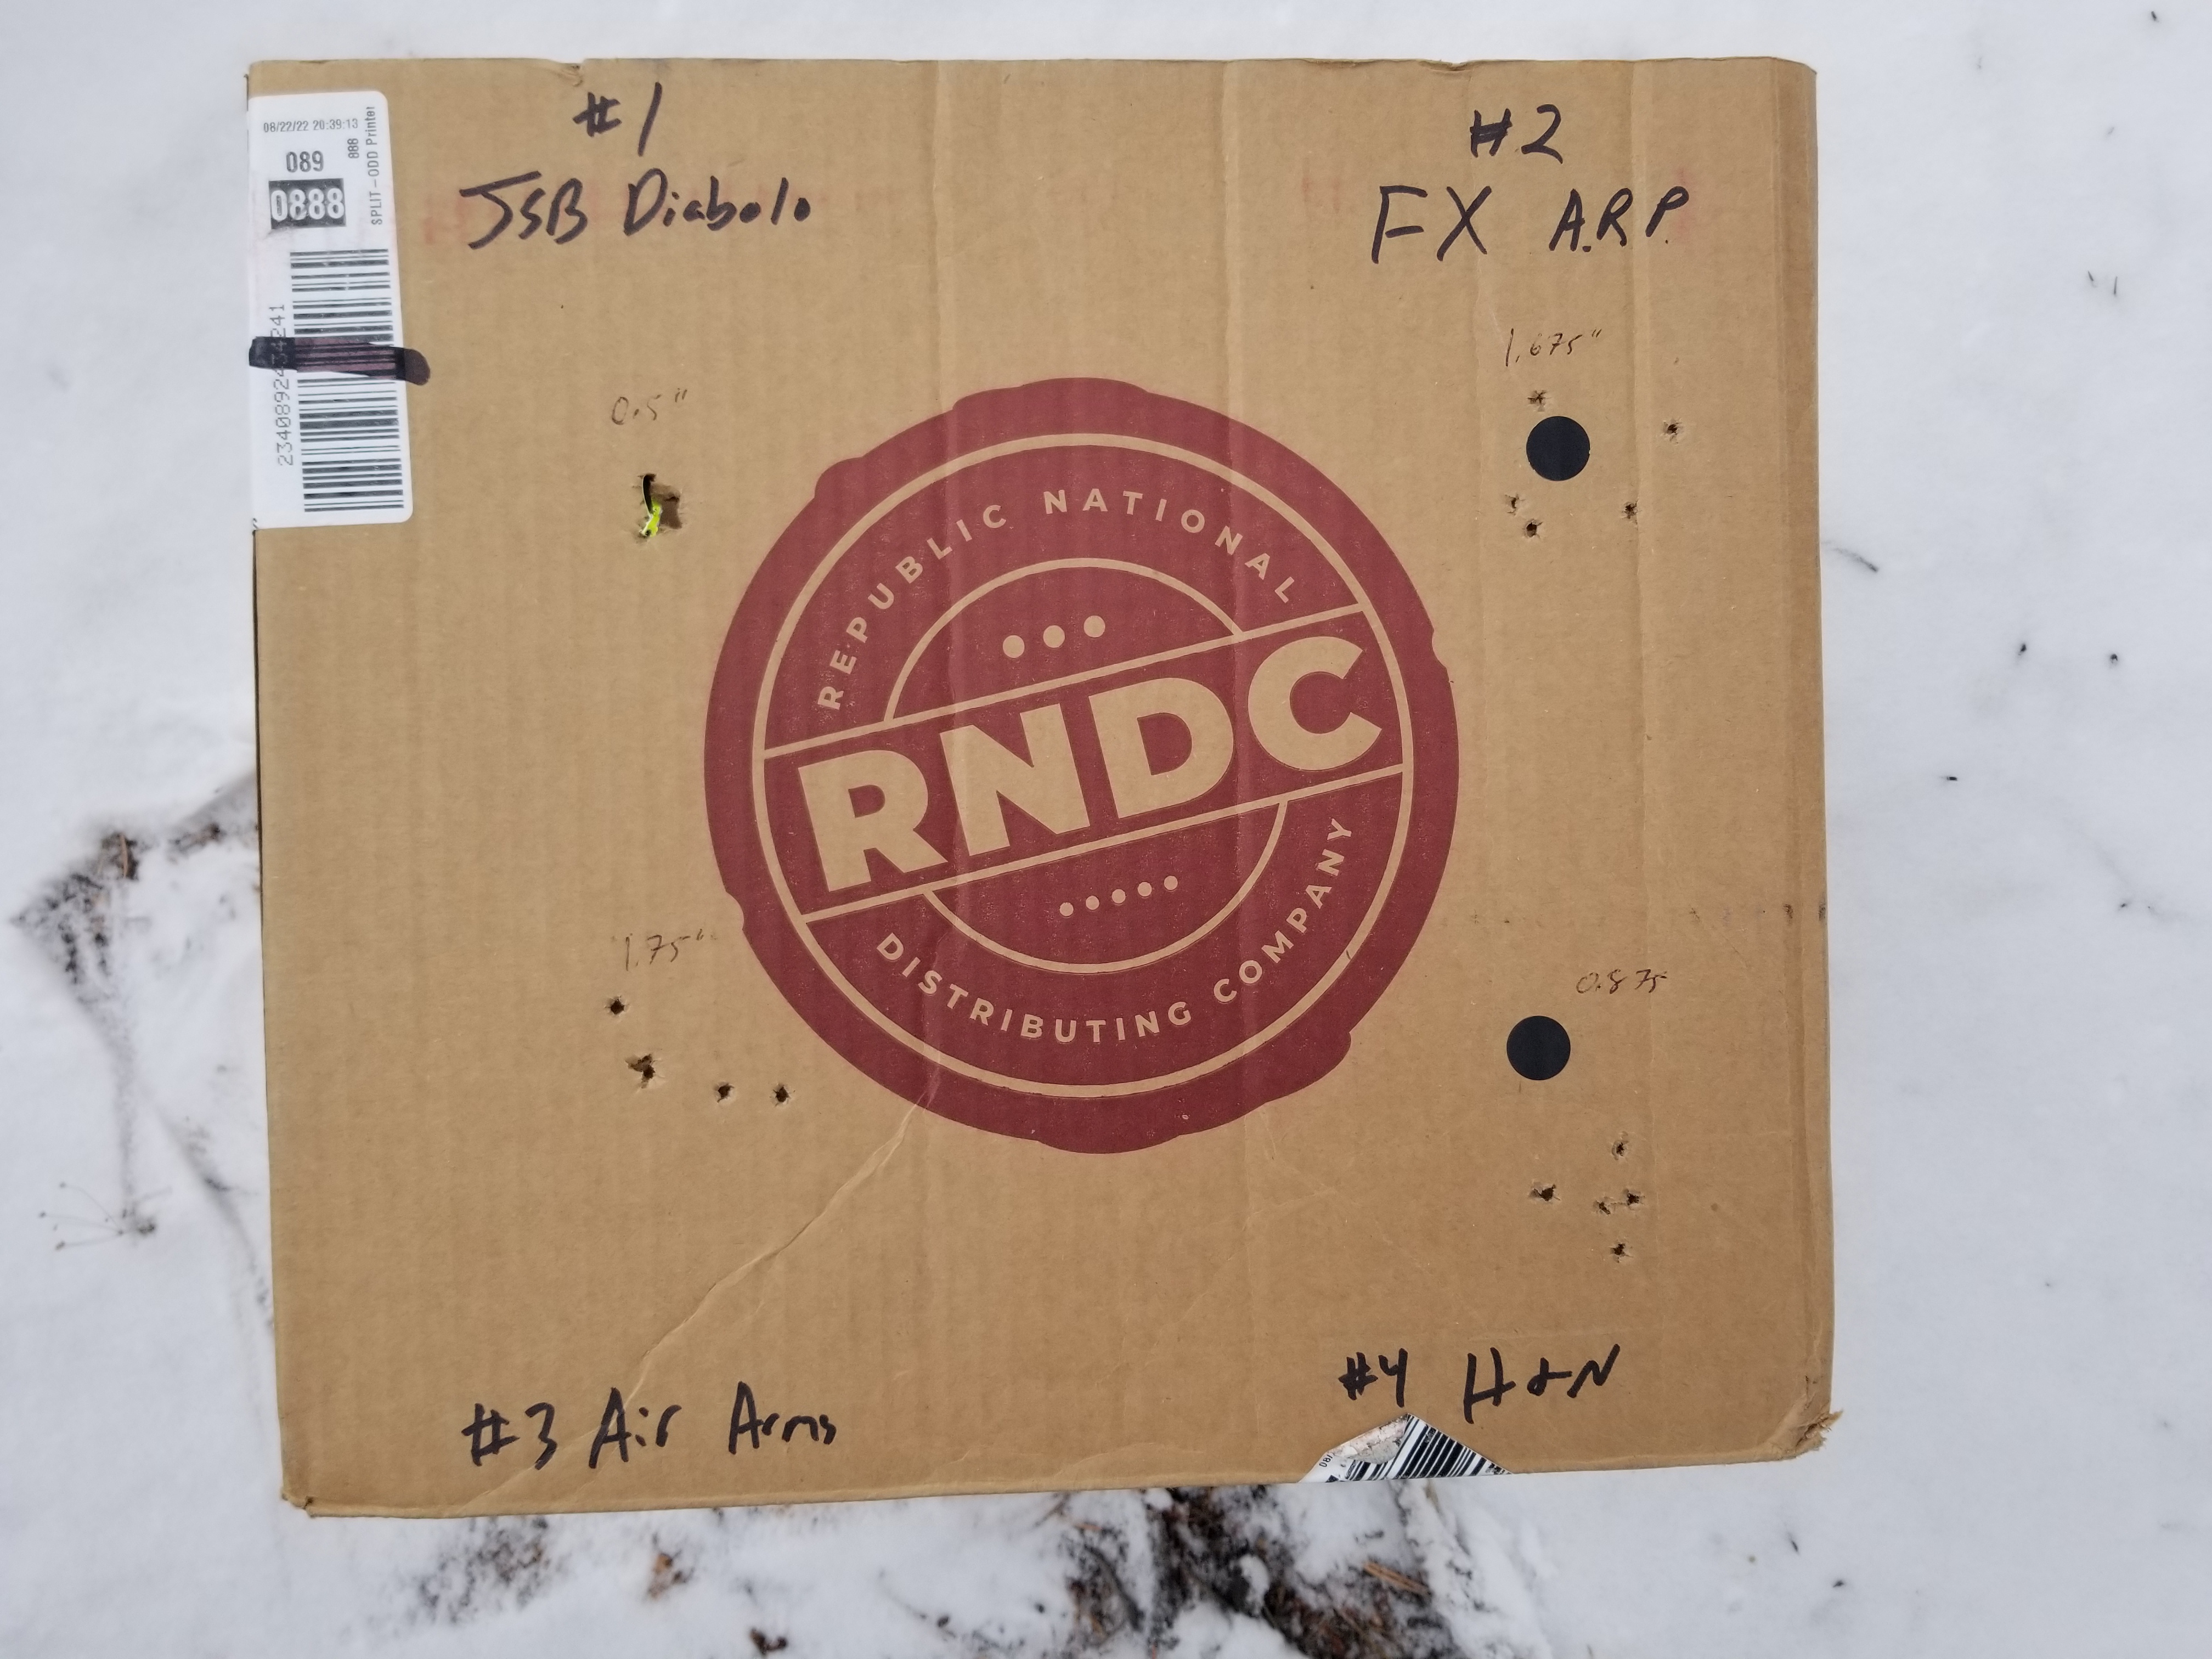 #1
JSB Diabolo
#2
FX A.R.P.
08/22/22 20:39:13
089
888
0888
SPLIT-ODD Printer
0.5"
1.675"
REPUBLIC NATIONAL
RNDC
DISTRIBUTING COMPANY
1.75"
0.875
#3 Air Arms
#4 H&N